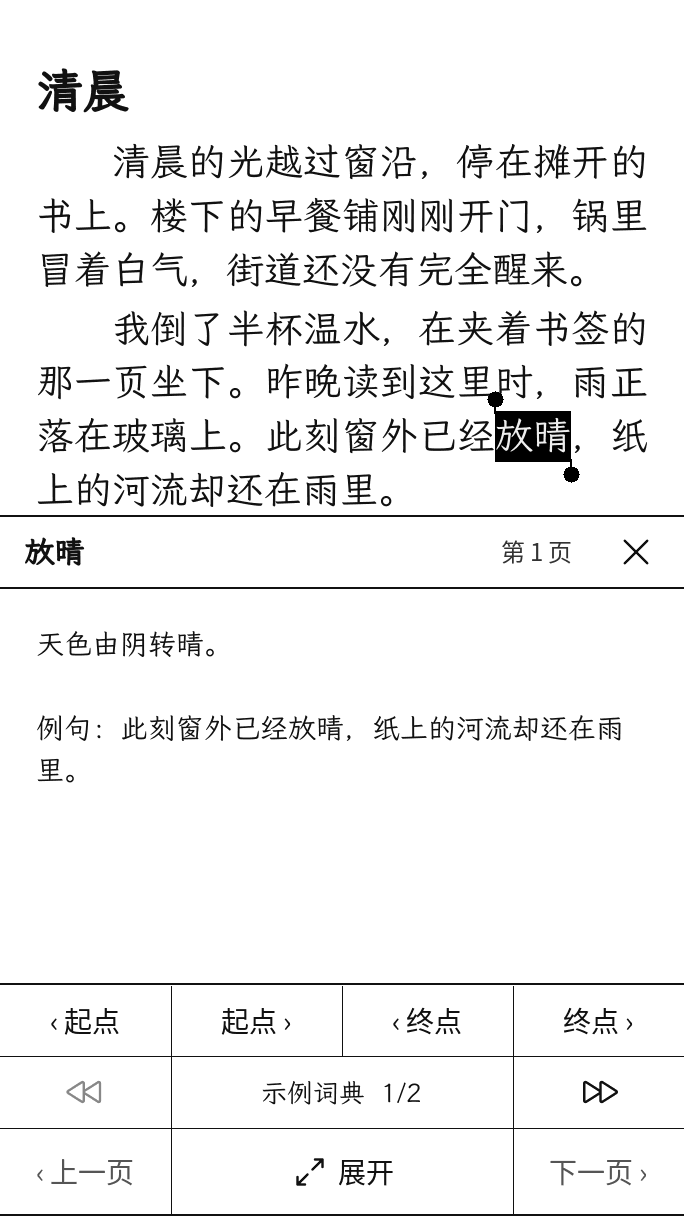 清晨
清晨的光越过窗沿，停在摊开的
书上。楼下的早餐铺刚刚开门，锅里
冒着白气，街道还没有完全醒来。
我倒了半杯温水，在夹着书签的
那一页坐下。昨晚读到这里时，雨正
落在玻璃上。此刻窗外已经放晴，纸
上的河流却还在雨里。
放晴 第 1 页
天色由阴转晴。
例句：此刻窗外已经放晴，纸上的河流却还在雨
里。
‹ 起点 起点 › ‹ 终点 终点 ›
示例词典 1/2
‹ 上一页 展开 下一页 ›